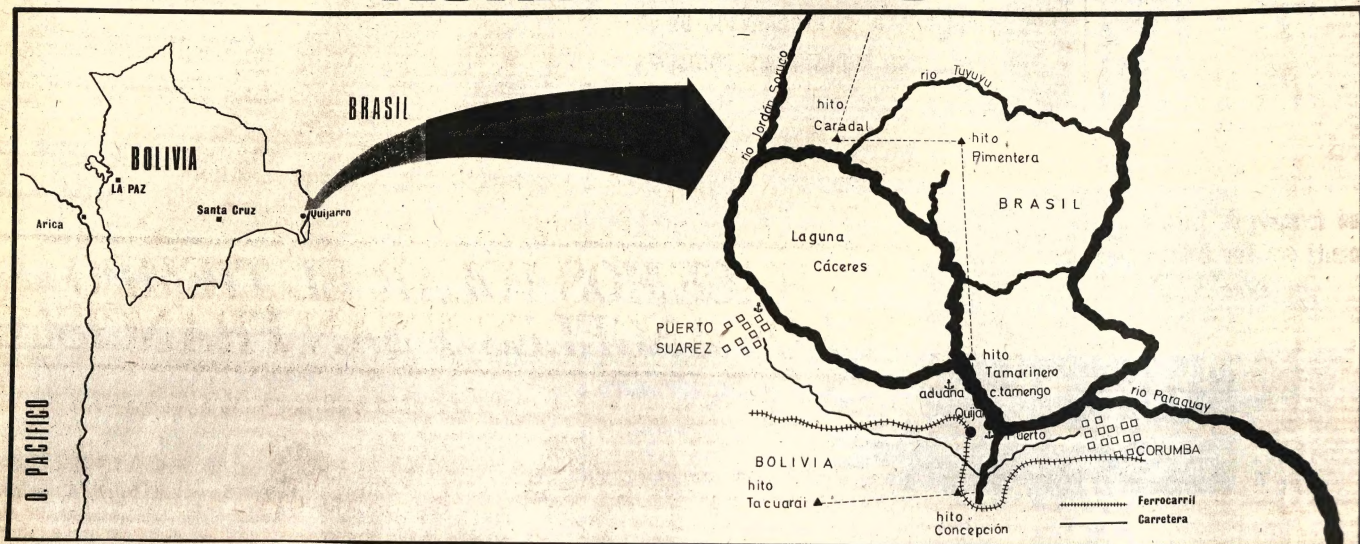 BRASIL
BOLIVIA
LA PAZ
Santa Cruz
Quijarro
Arica
O. PACIFICO
rio Jordán Soruco
rio Tuyuyu
hito
Caradal
hito
Pimentera
BRASIL
Laguna
Cáceres
PUERTO
SUAREZ
hito
Tamarinero
aduana
c.tamengo
rio Paraguay
Puerto
CORUMBA
BOLIVIA
hito
Tacuarai
hito
Concepción
Ferrocarril
Carretera